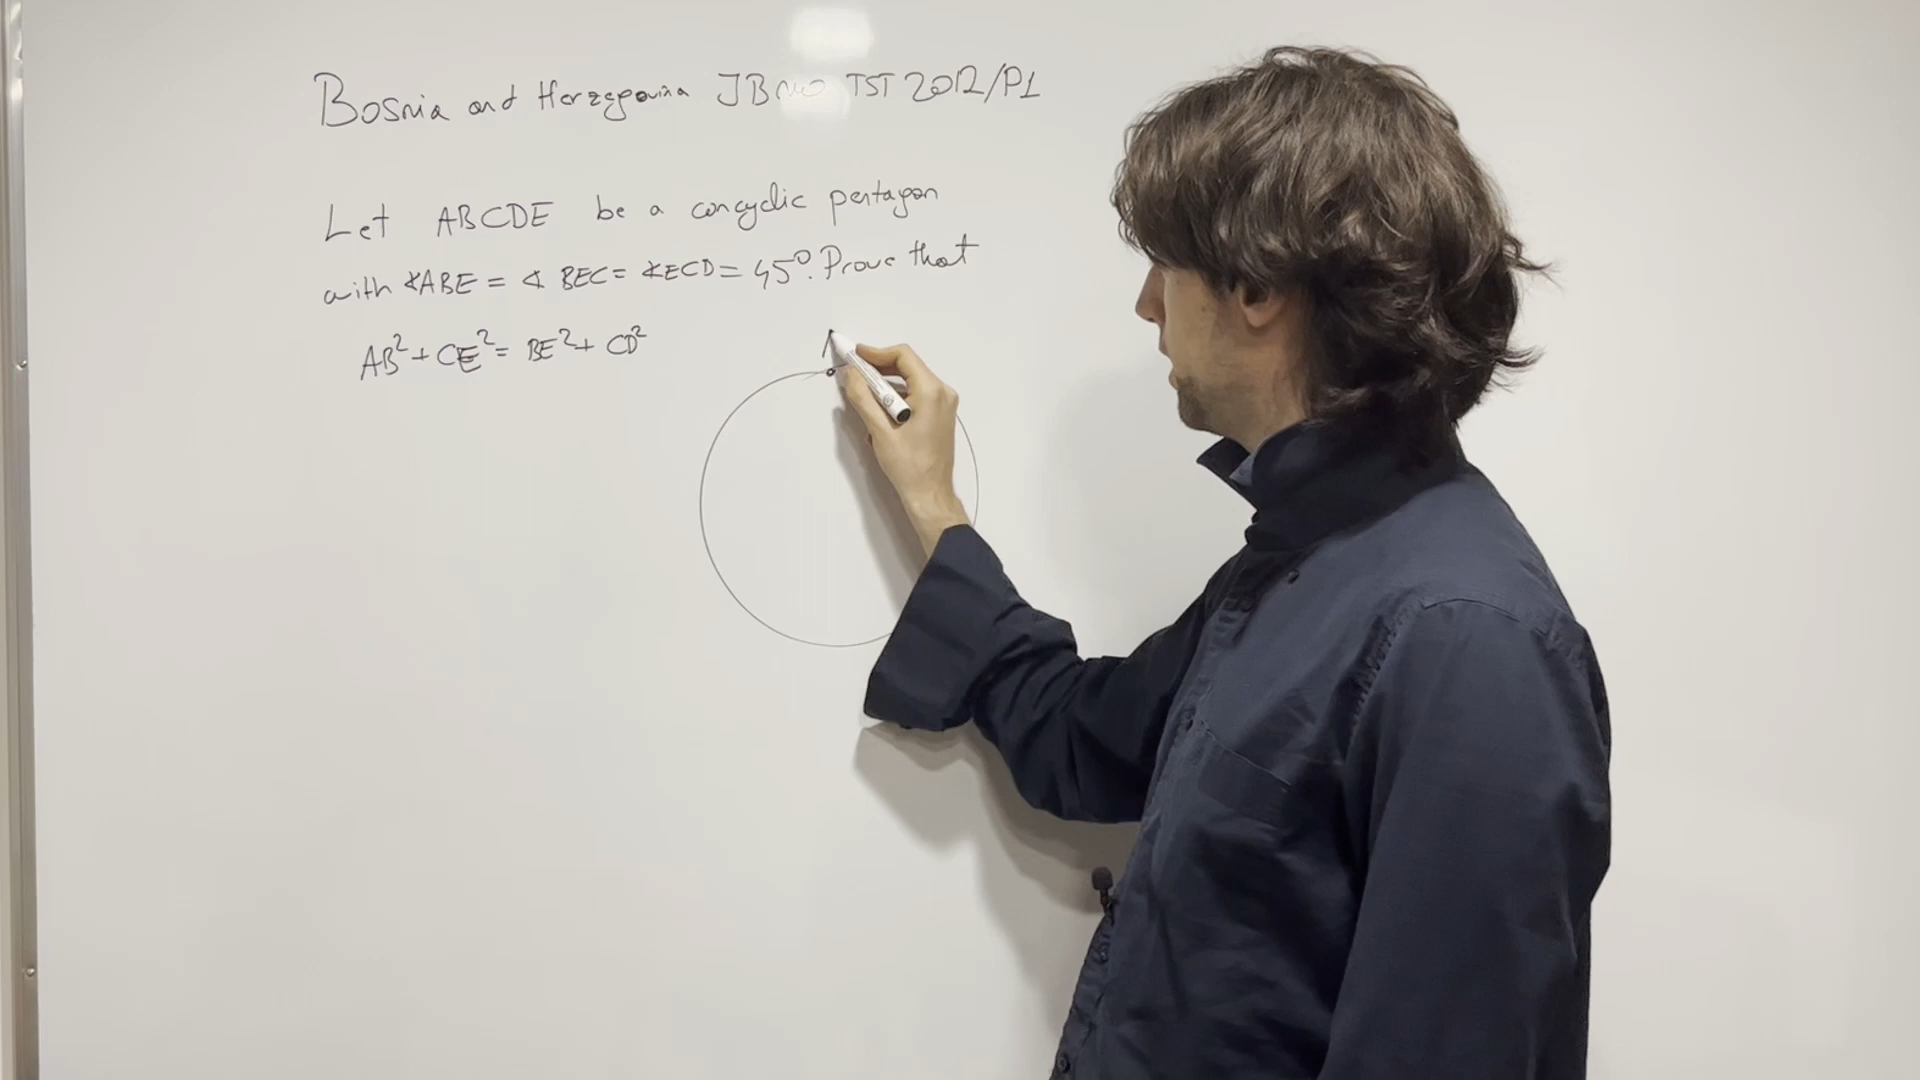 Bosnia and Herzegovina JBMO TST 2012/P1
Let ABCDE be a concyclic pentagon
with ∢ABE = ∢BEC = ∢ECD = 45°. Prove that
AB² + CE² = BE² + CD²
A